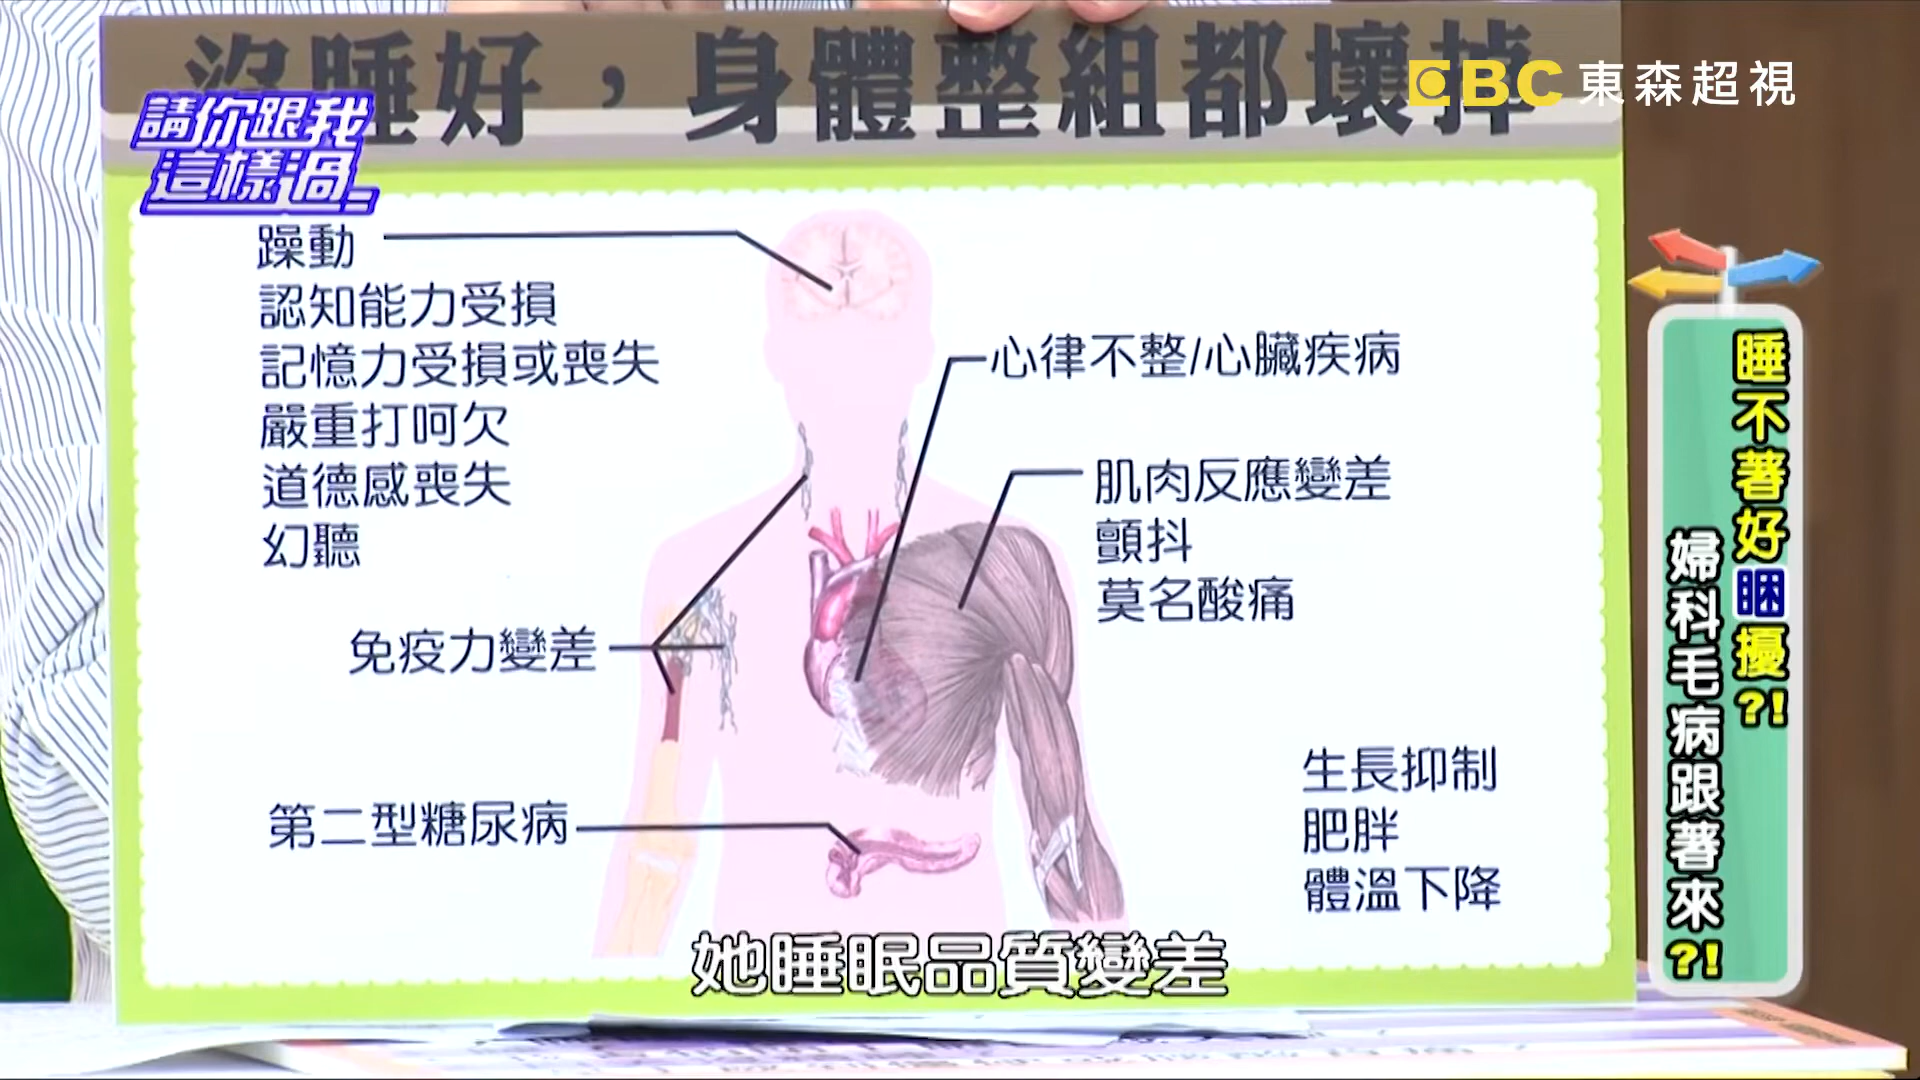 沒睡好，身體整組都壞掉
EBC 東森超視
請你跟我
這樣過
躁動
認知能力受損
記憶力受損或喪失
嚴重打呵欠
道德感喪失
幻聽
免疫力變差
第二型糖尿病
心律不整/心臟疾病
肌肉反應變差
顫抖
莫名酸痛
生長抑制
肥胖
體溫下降
睡不著好睏擾?!
婦科毛病跟著來?!
她睡眠品質變差